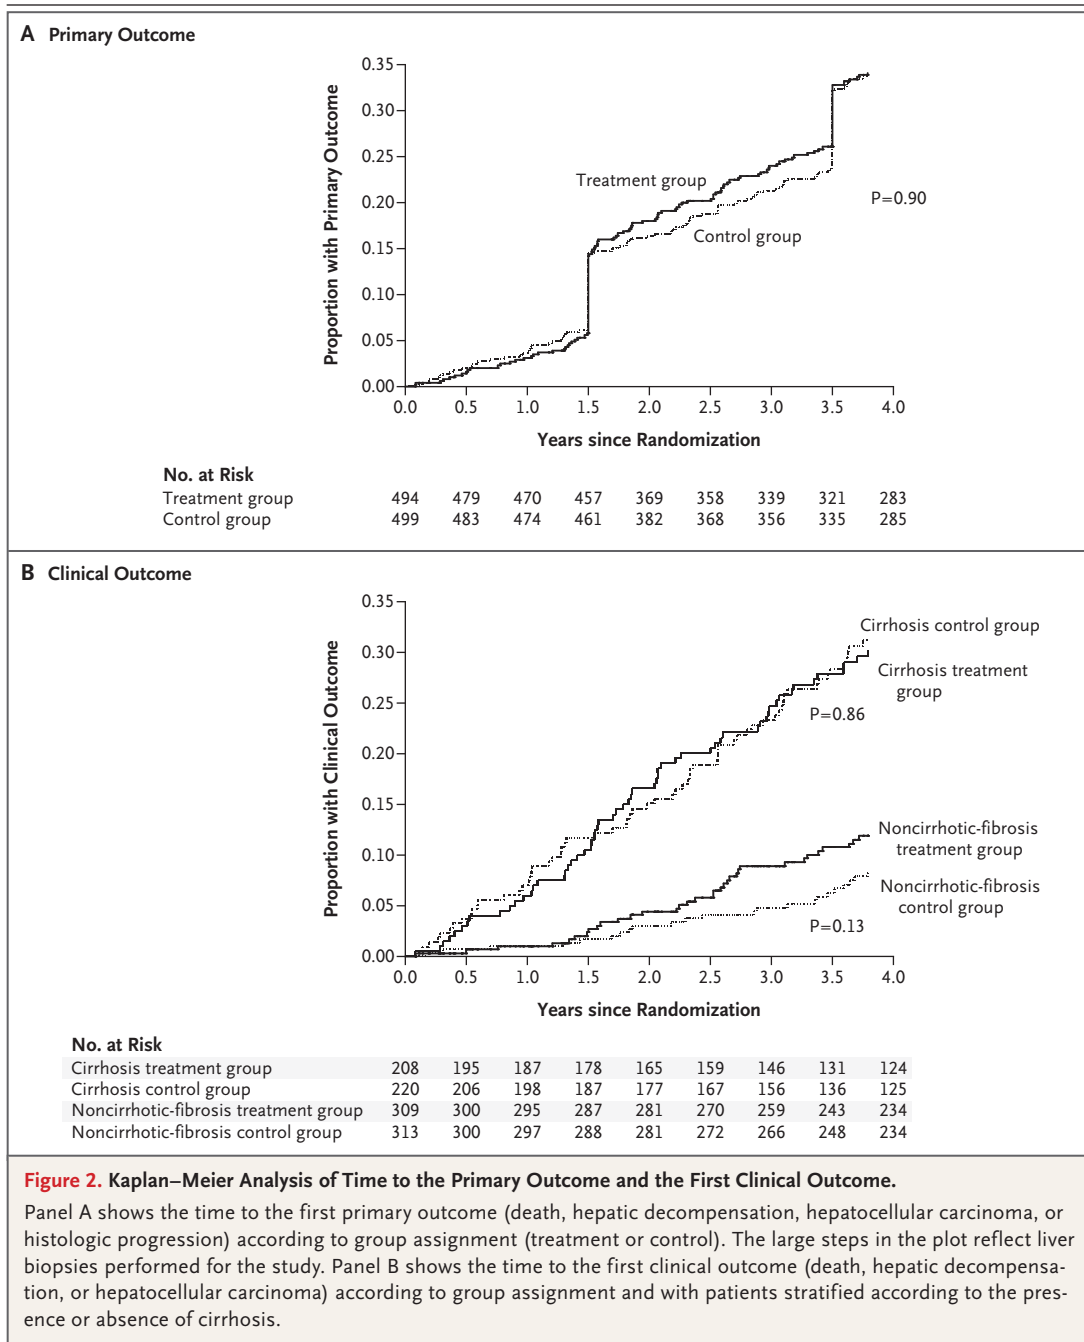 A Primary Outcome
0.35
0.30
0.25
0.20
0.15
0.10
0.05
0.00
Proportion with Primary Outcome
Treatment group
Control group
P=0.90
0.0 0.5 1.0 1.5 2.0 2.5 3.0 3.5 4.0
Years since Randomization
No. at Risk
Treatment group 494 479 470 457 369 358 339 321 283
Control group 499 483 474 461 382 368 356 335 285
B Clinical Outcome
0.35
0.30
0.25
0.20
0.15
0.10
0.05
0.00
Proportion with Clinical Outcome
Cirrhosis control group
Cirrhosis treatment
group
P=0.86
Noncirrhotic-fibrosis
treatment group
Noncirrhotic-fibrosis
control group
P=0.13
0.0 0.5 1.0 1.5 2.0 2.5 3.0 3.5 4.0
Years since Randomization
No. at Risk
Cirrhosis treatment group 208 195 187 178 165 159 146 131 124
Cirrhosis control group 220 206 198 187 177 167 156 136 125
Noncirrhotic-fibrosis treatment group 309 300 295 287 281 270 259 243 234
Noncirrhotic-fibrosis control group 313 300 297 288 281 272 266 248 234
Figure 2. Kaplan–Meier Analysis of Time to the Primary Outcome and the First Clinical Outcome.
Panel A shows the time to the first primary outcome (death, hepatic decompensation, hepatocellular carcinoma, or
histologic progression) according to group assignment (treatment or control). The large steps in the plot reflect liver
biopsies performed for the study. Panel B shows the time to the first clinical outcome (death, hepatic decompensa-
tion, or hepatocellular carcinoma) according to group assignment and with patients stratified according to the pres-
ence or absence of cirrhosis.